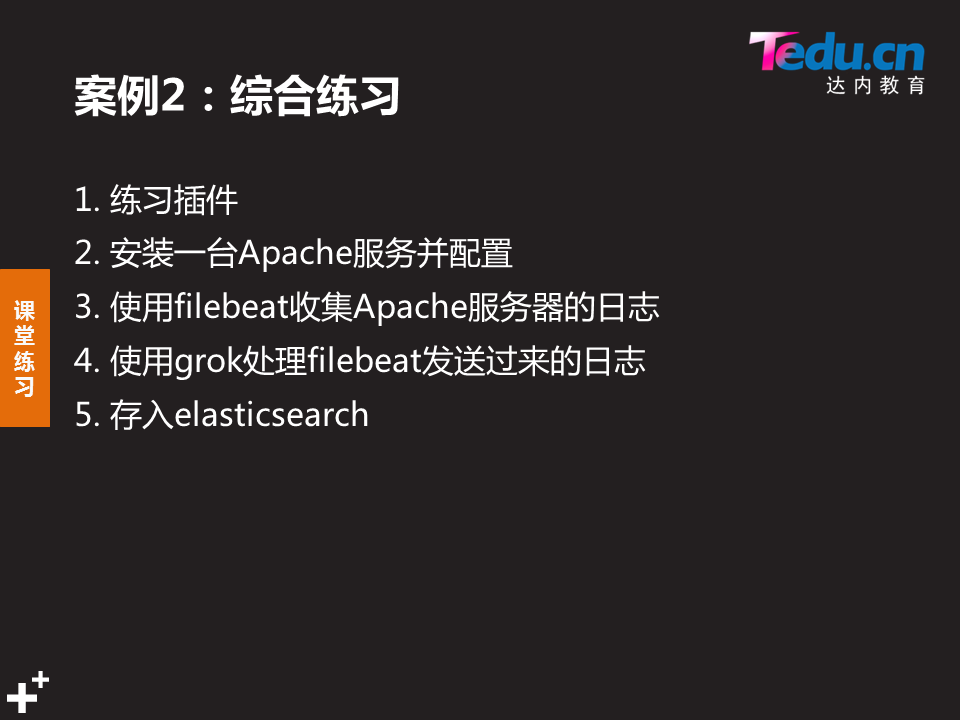 Tedu.cn
达内教育
案例2：综合练习
1. 练习插件
2. 安装一台Apache服务并配置
3. 使用filebeat收集Apache服务器的日志
4. 使用grok处理filebeat发送过来的日志
5. 存入elasticsearch
课
堂
练
习